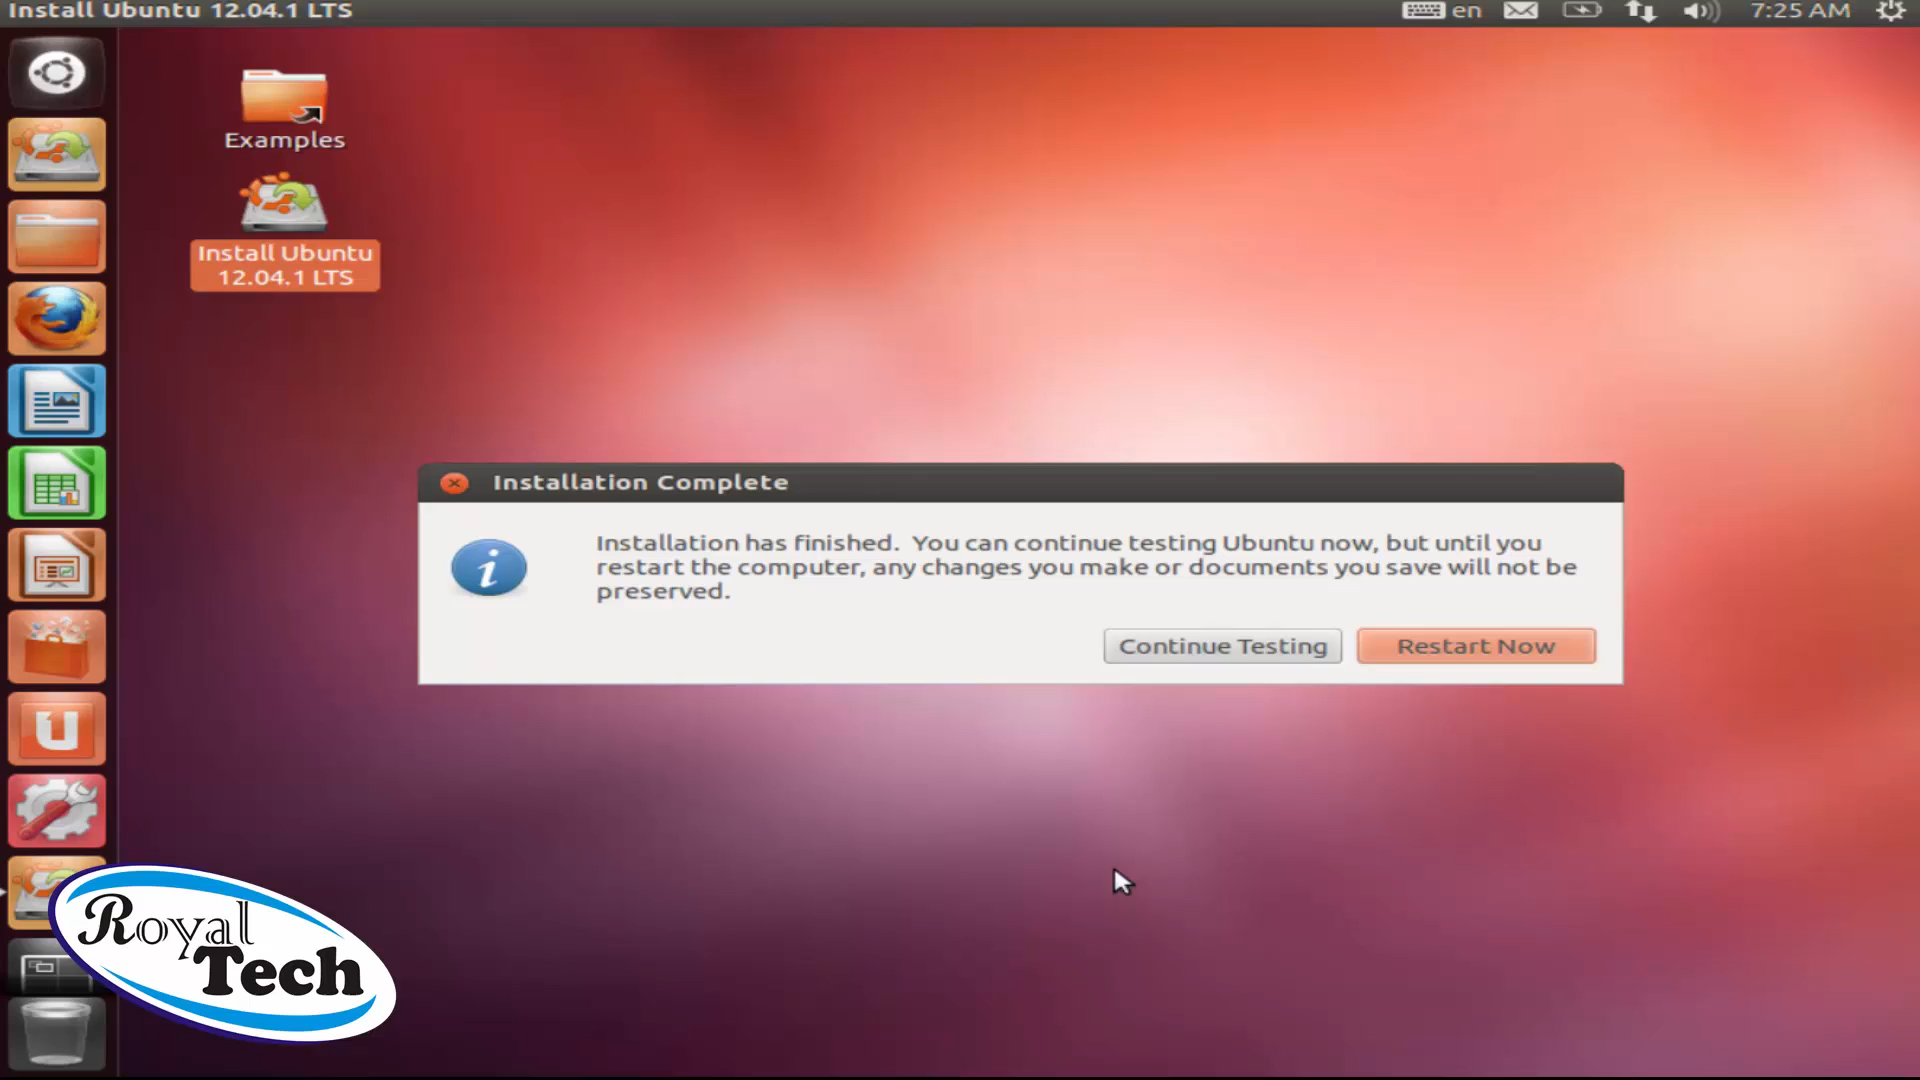 Install Ubuntu 12.04.1 LTS
en
7:25 AM
Examples
Install Ubuntu
12.04.1 LTS
Installation Complete
Installation has finished. You can continue testing Ubuntu now, but until you
restart the computer, any changes you make or documents you save will not be
preserved.
Continue Testing
Restart Now
Royal
Tech